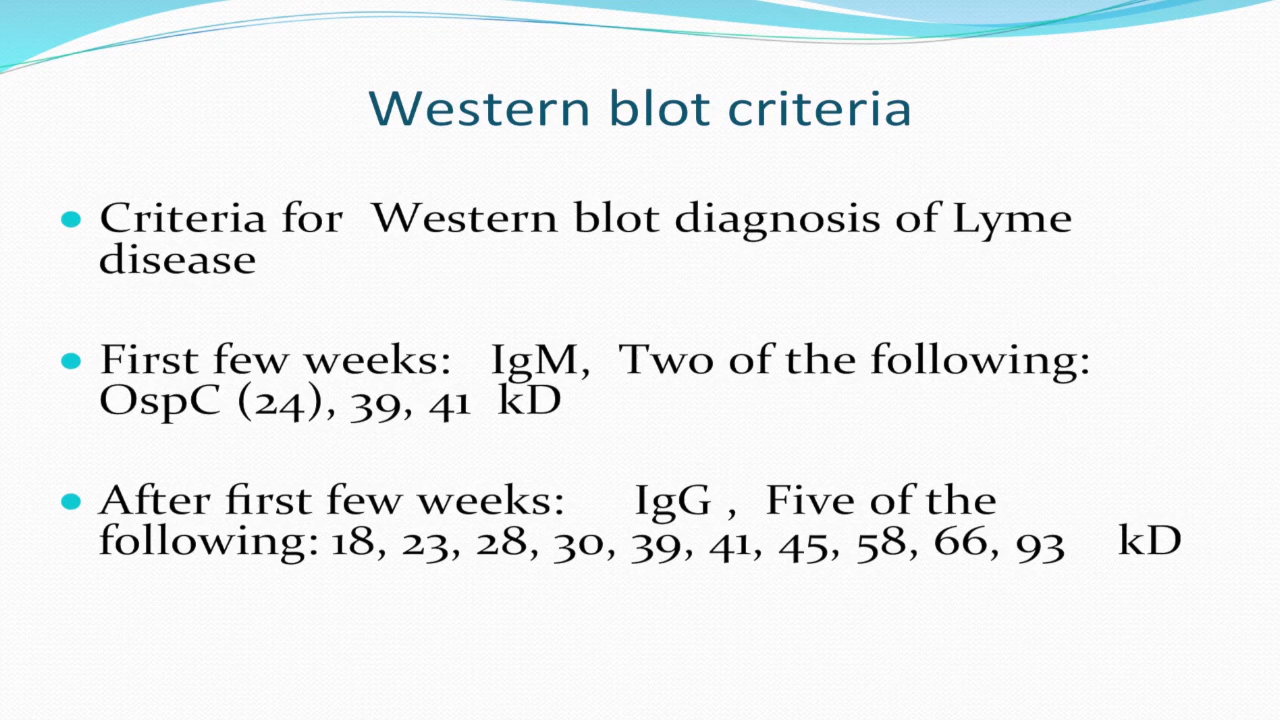 Western blot criteria
• Criteria for Western blot diagnosis of Lyme
disease
• First few weeks: IgM, Two of the following:
OspC (24), 39, 41 kD
• After first few weeks: IgG , Five of the
following: 18, 23, 28, 30, 39, 41, 45, 58, 66, 93 kD